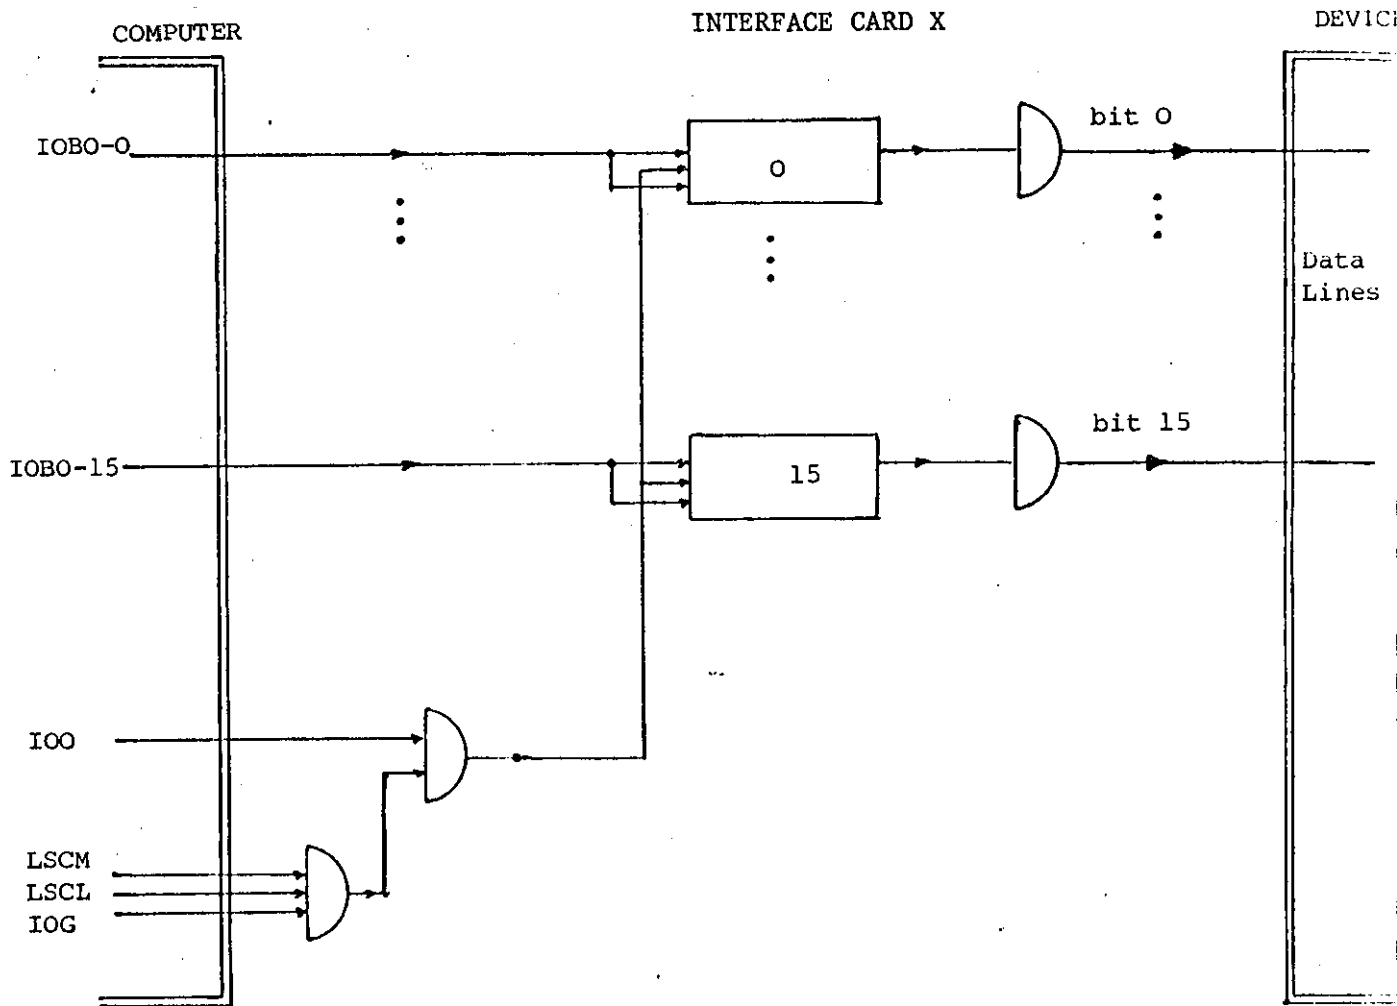 INTERFACE CARD X
COMPUTER
IOBO-0
0
bit 0
Data
Lines
IOBO-15
15
bit 15
IOO
LSCM
LSCL
IOG